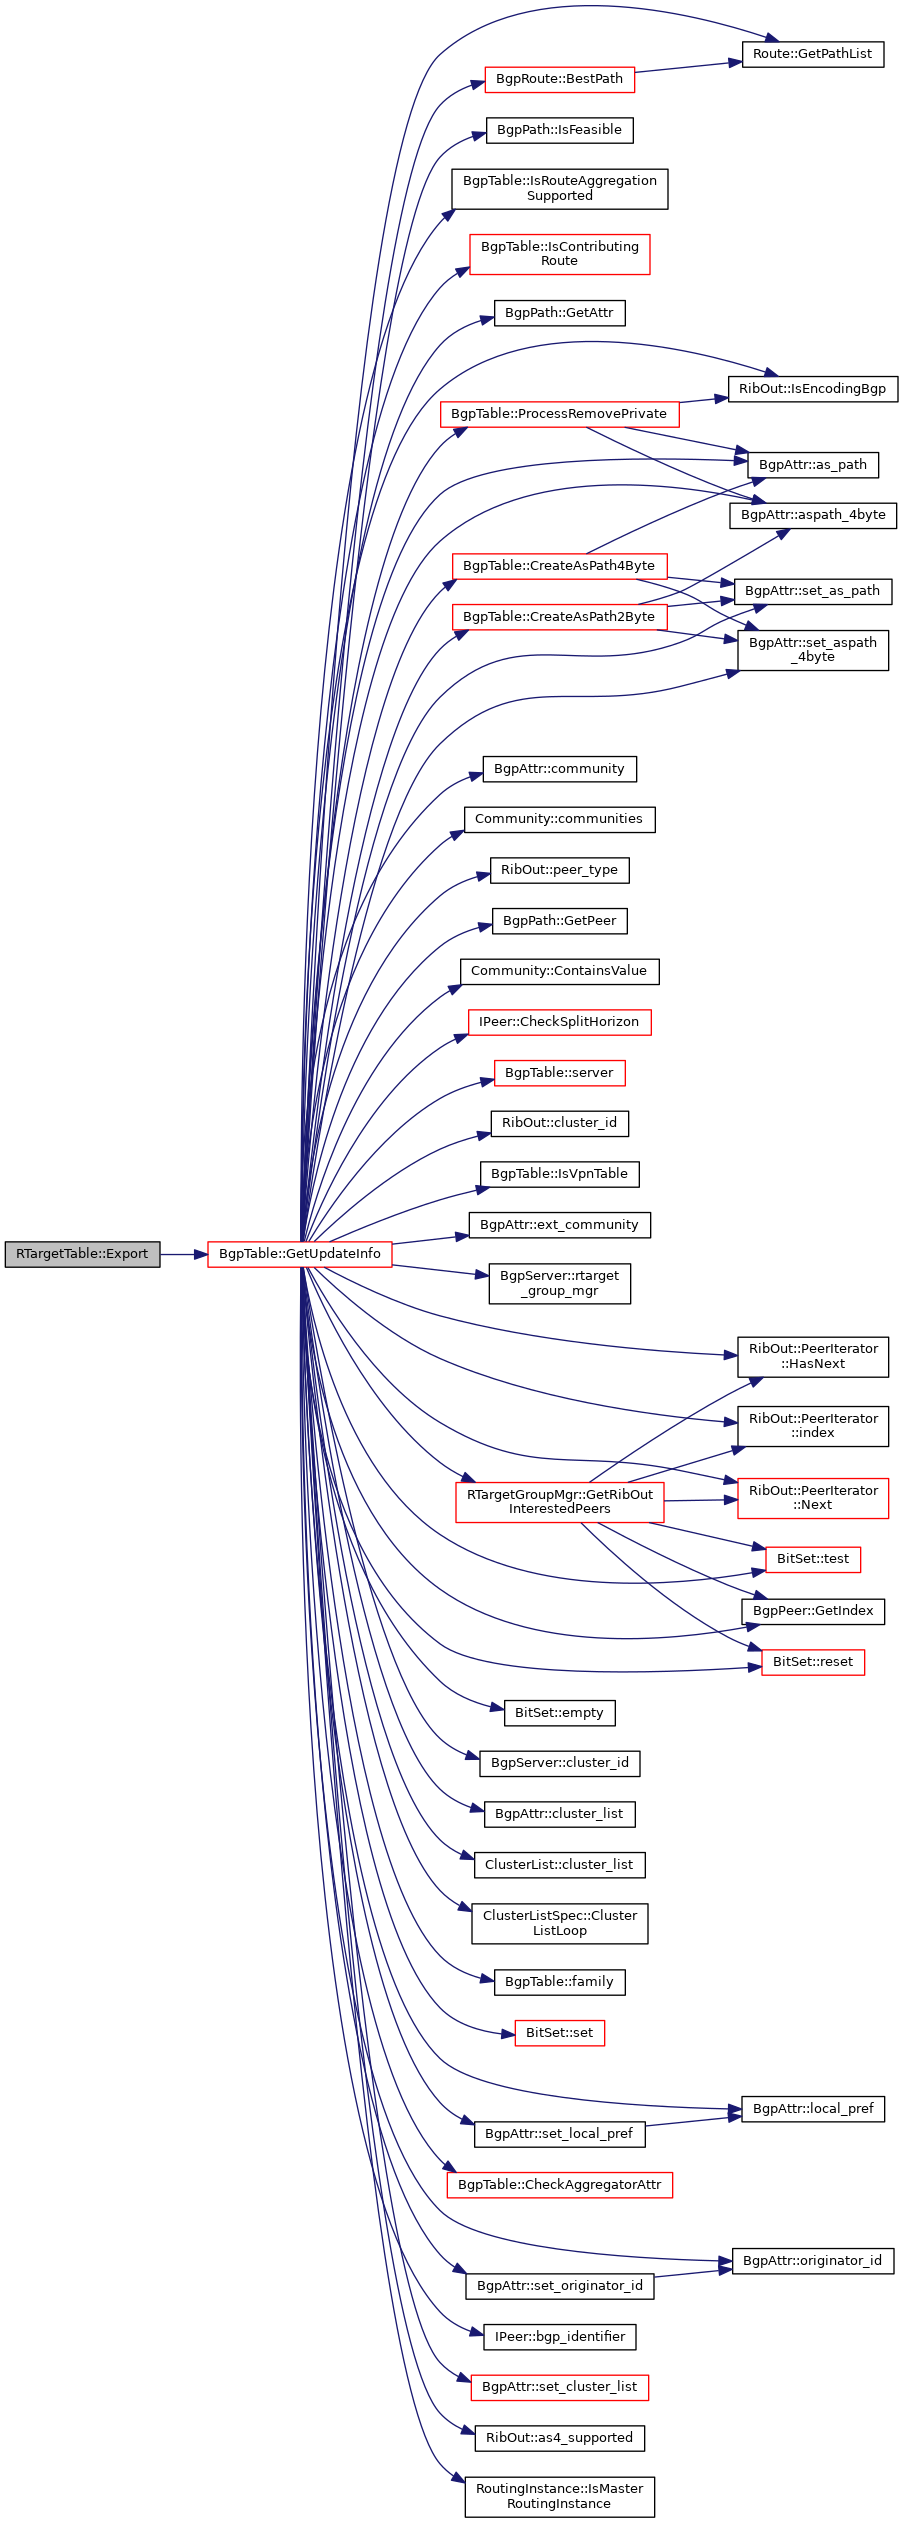 Route::GetPathList
BgpRoute::BestPath
BgpPath::IsFeasible
BgpTable::IsRouteAggregation
Supported
BgpTable::IsContributing
Route
BgpPath::GetAttr
RibOut::IsEncodingBgp
BgpTable::ProcessRemovePrivate
BgpAttr::as_path
BgpAttr::aspath_4byte
BgpTable::CreateAsPath4Byte
BgpAttr::set_as_path
BgpTable::CreateAsPath2Byte
BgpAttr::set_aspath
_4byte
BgpAttr::community
Community::communities
RibOut::peer_type
BgpPath::GetPeer
Community::ContainsValue
IPeer::CheckSplitHorizon
BgpTable::server
RibOut::cluster_id
BgpTable::IsVpnTable
BgpAttr::ext_community
RTargetTable::Export
BgpTable::GetUpdateInfo
BgpServer::rtarget
_group_mgr
RibOut::PeerIterator
::HasNext
RibOut::PeerIterator
::index
RTargetGroupMgr::GetRibOut
InterestedPeers
RibOut::PeerIterator
::Next
BitSet::test
BgpPeer::GetIndex
BitSet::reset
BitSet::empty
BgpServer::cluster_id
BgpAttr::cluster_list
ClusterList::cluster_list
ClusterListSpec::Cluster
ListLoop
BgpTable::family
BitSet::set
BgpAttr::local_pref
BgpAttr::set_local_pref
BgpTable::CheckAggregatorAttr
BgpAttr::originator_id
BgpAttr::set_originator_id
IPeer::bgp_identifier
BgpAttr::set_cluster_list
RibOut::as4_supported
RoutingInstance::IsMaster
RoutingInstance